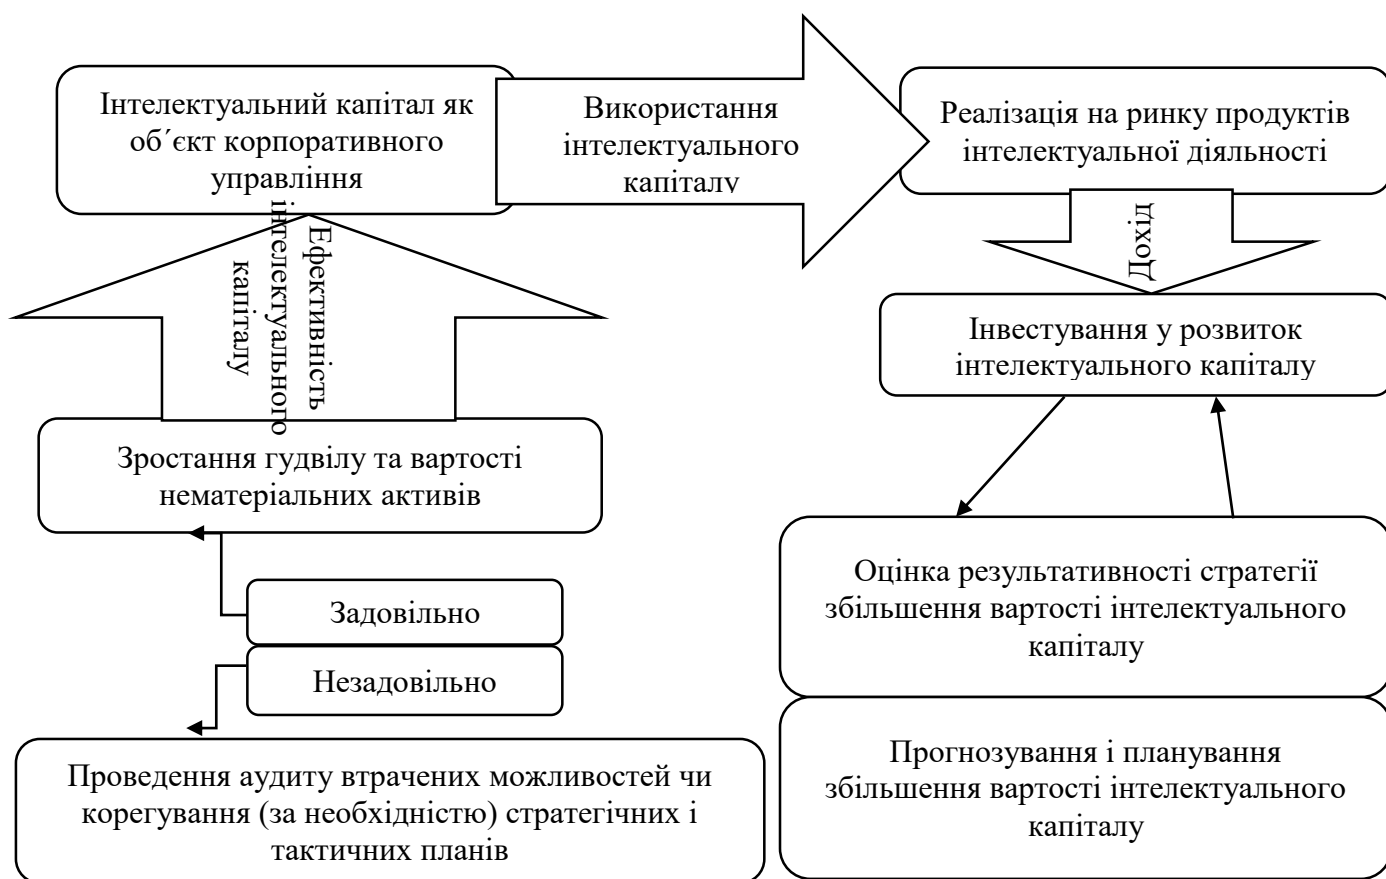 Інтелектуальний капітал як
об´єкт корпоративного
управління
Використання
інтелектуального
капіталу
Реалізація на ринку продуктів
інтелектуальної діяльності
Дохід
Інвестування у розвиток
інтелектуального капіталу
Ефективність
інтелектуального
капіталу
Зростання гудвілу та вартості
нематеріальних активів
Задовільно
Незадовільно
Оцінка результативності стратегії
збільшення вартості інтелектуального
капіталу
Прогнозування і планування
збільшення вартості інтелектуального
капіталу
Проведення аудиту втрачених можливостей чи
корегування (за необхідністю) стратегічних і
тактичних планів